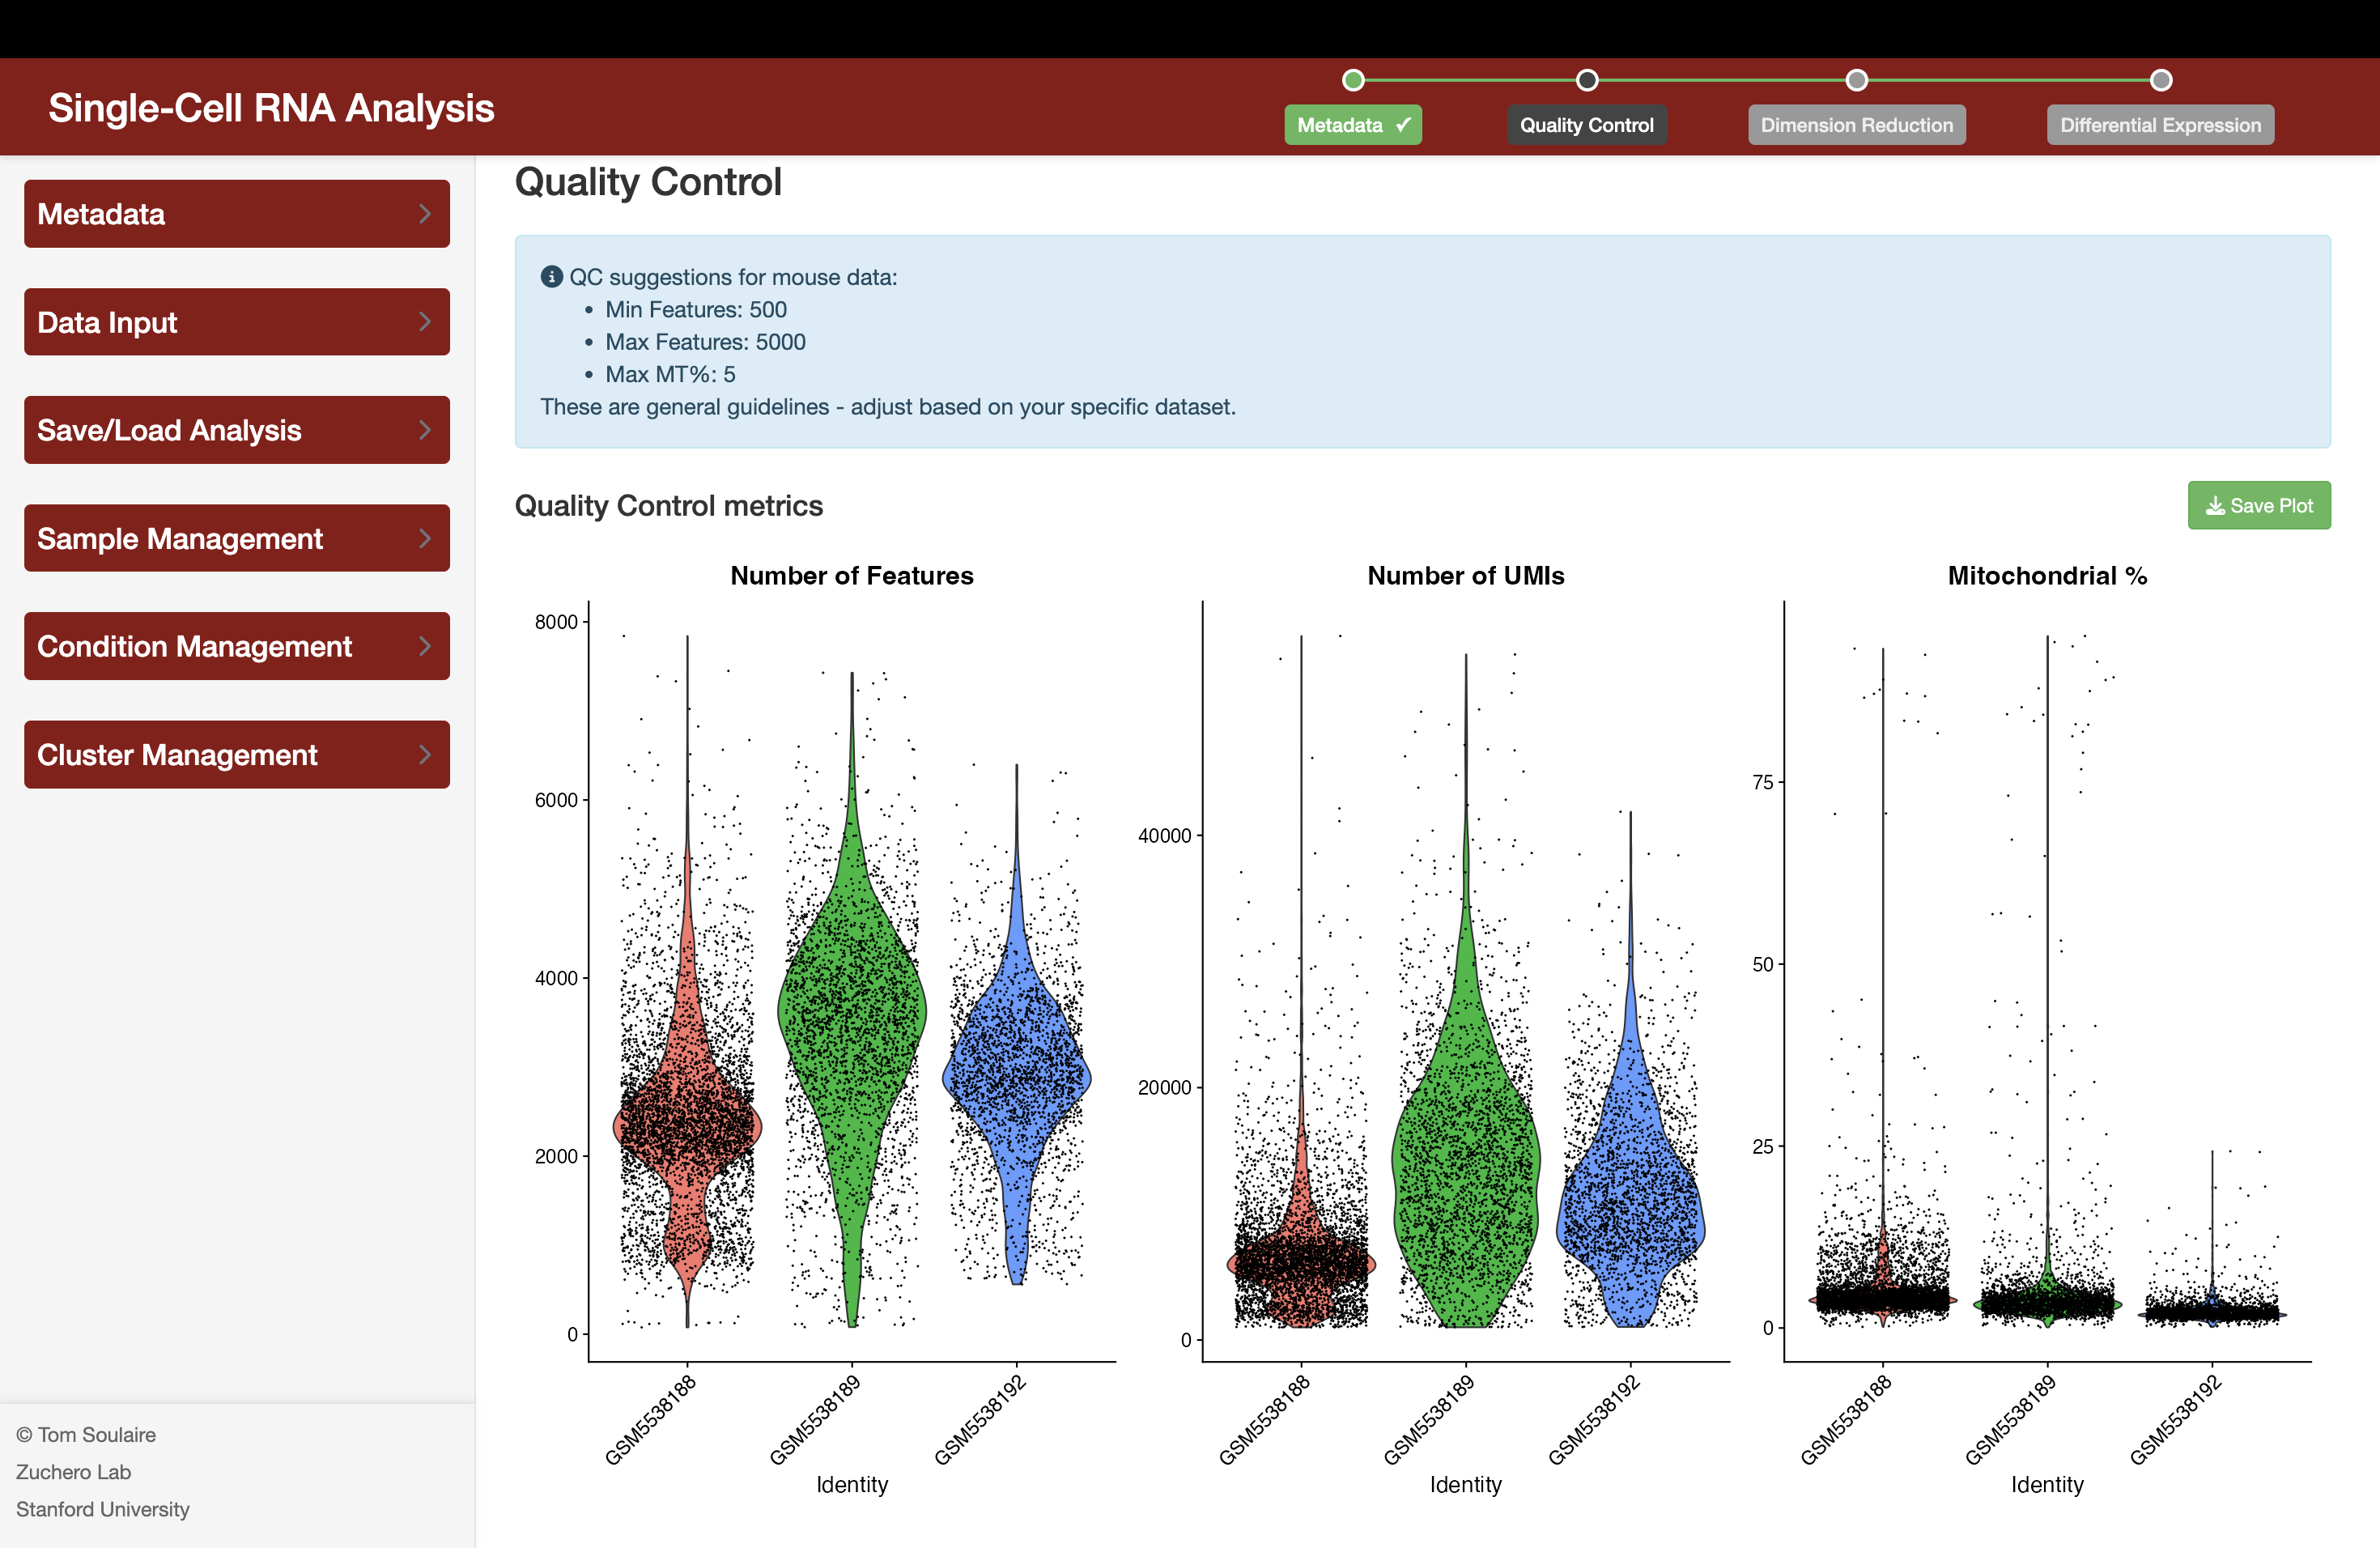 Single-Cell RNA Analysis
Metadata ✔
Quality Control
Dimension Reduction
Differential Expression
Metadata
Data Input
Save/Load Analysis
Sample Management
Condition Management
Cluster Management
© Tom Soulaire
Zuchero Lab
Stanford University
Quality Control
QC suggestions for mouse data:
• Min Features: 500
• Max Features: 5000
• Max MT%: 5
These are general guidelines - adjust based on your specific dataset.
Quality Control metrics
Save Plot
Number of Features
8000
6000
4000
2000
0
GSM5538188
GSM5538189
GSM5538192
Identity
Number of UMIs
40000
20000
0
GSM5538188
GSM5538189
GSM5538192
Identity
Mitochondrial %
75
50
25
0
GSM5538188
GSM5538189
GSM5538192
Identity